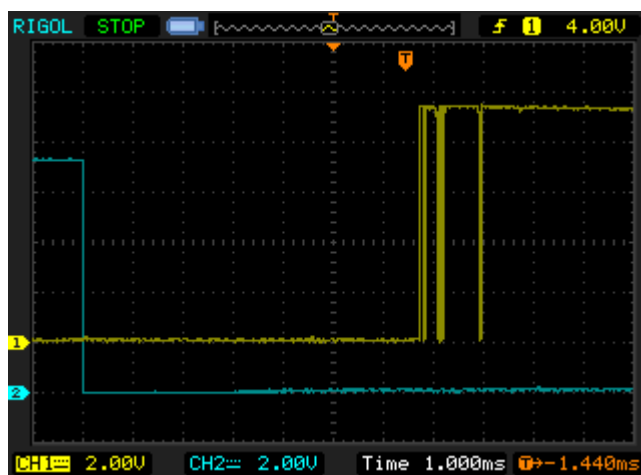 RIGOL STOP T 1 4.00V
T
1
2
CH1 2.00V CH2 2.00V Time 1.000ms T→-1.440ms